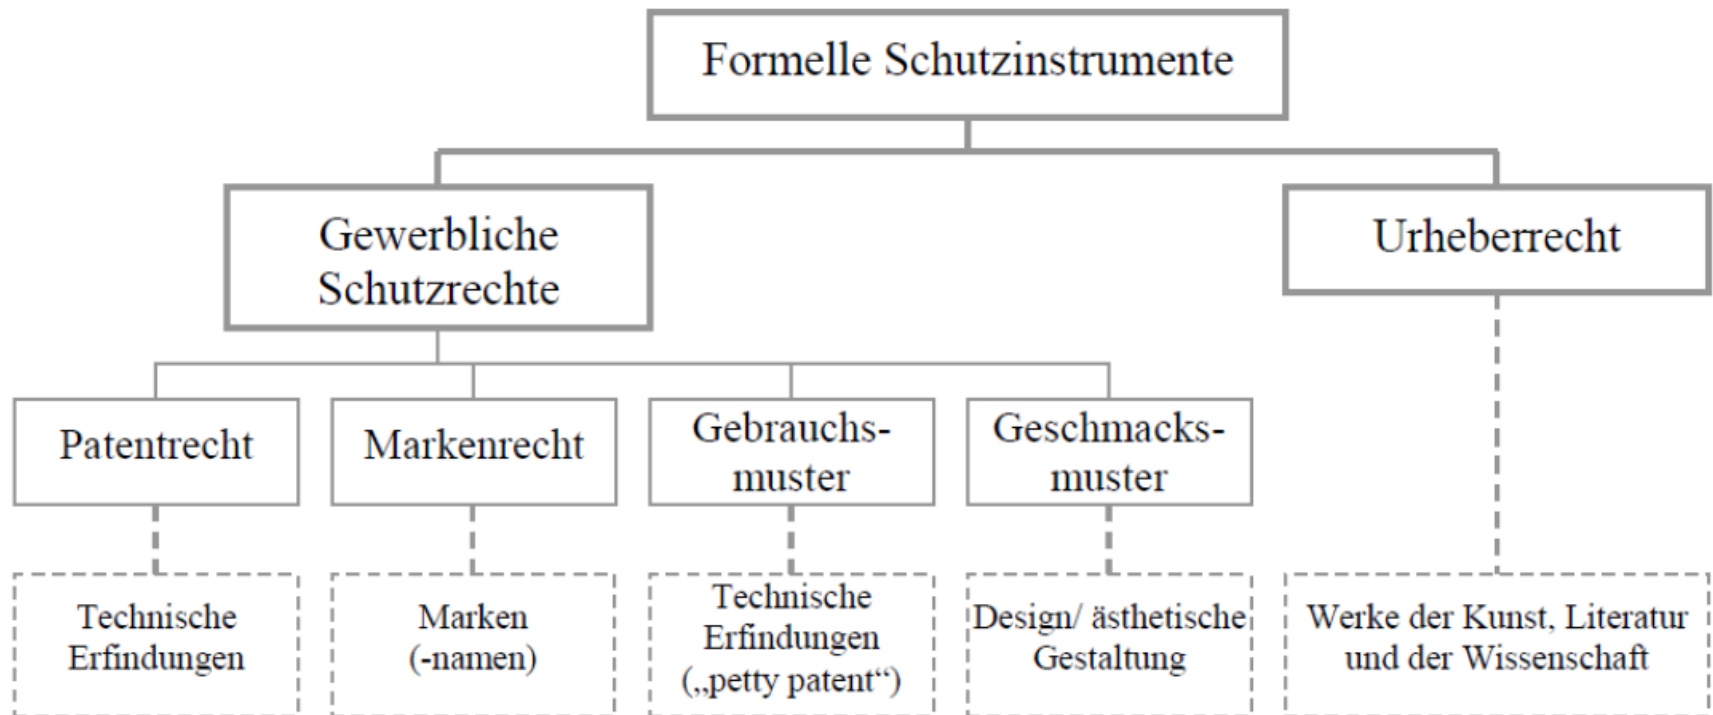 Formelle Schutzinstrumente
Gewerbliche
Schutzrechte
Urheberrecht
Patentrecht
Markenrecht
Gebrauchs-
muster
Geschmacks-
muster
Technische
Erfindungen
Marken
(-namen)
Technische
Erfindungen
(„petty patent“)
Design/ ästhetische
Gestaltung
Werke der Kunst, Literatur
und der Wissenschaft